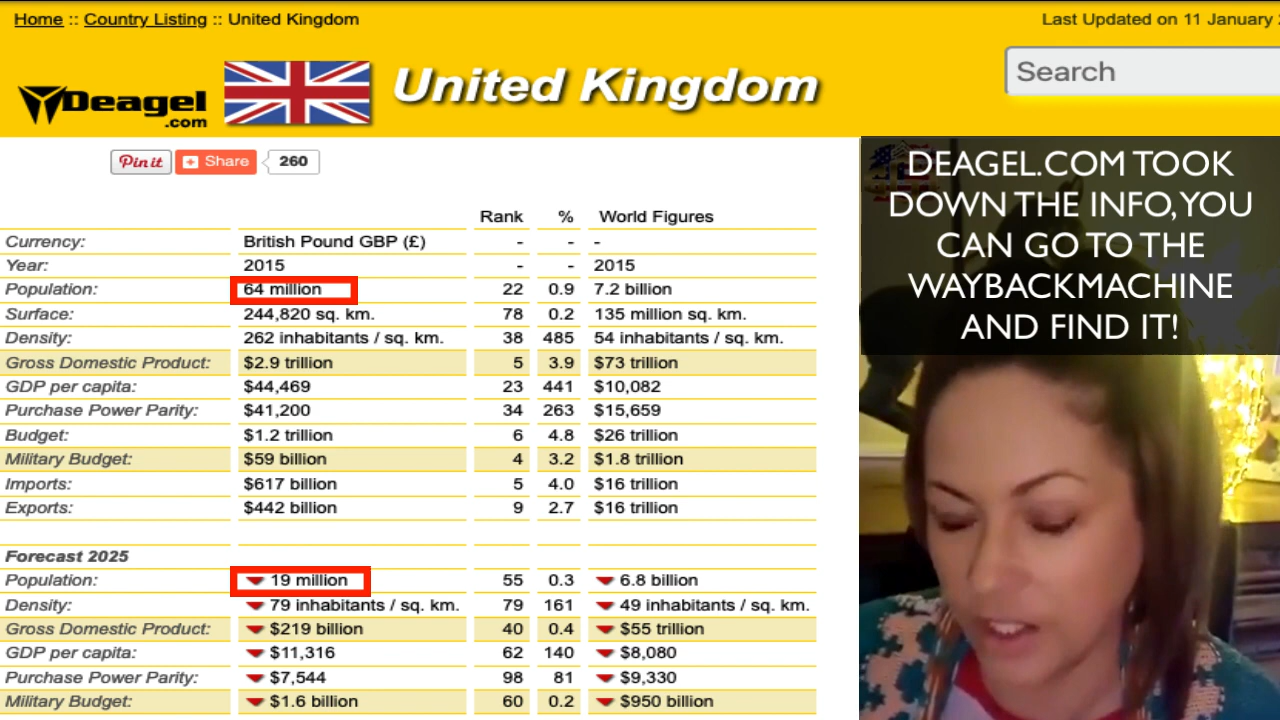 Home :: Country Listing :: United Kingdom
Last Updated on 11 January
Deagel
.com
United Kingdom
Search
Pin it
Share
260
DEAGEL.COM TOOK
DOWN THE INFO, YOU
CAN GO TO THE
WAYBACKMACHINE
AND FIND IT!
Rank % World Figures
Currency: British Pound GBP (£) - - -
Year: 2015 - - 2015
Population: 64 million 22 0.9 7.2 billion
Surface: 244,820 sq. km. 78 0.2 135 million sq. km.
Density: 262 inhabitants / sq. km. 38 485 54 inhabitants / sq. km.
Gross Domestic Product: $2.9 trillion 5 3.9 $73 trillion
GDP per capita: $44,469 23 441 $10,082
Purchase Power Parity: $41,200 34 263 $15,659
Budget: $1.2 trillion 6 4.8 $26 trillion
Military Budget: $59 billion 4 3.2 $1.8 trillion
Imports: $617 billion 5 4.0 $16 trillion
Exports: $442 billion 9 2.7 $16 trillion
Forecast 2025
Population: 19 million 55 0.3 6.8 billion
Density: 79 inhabitants / sq. km. 79 161 49 inhabitants / sq. km.
Gross Domestic Product: $219 billion 40 0.4 $55 trillion
GDP per capita: $11,316 62 140 $8,080
Purchase Power Parity: $7,544 98 81 $9,330
Military Budget: $1.6 billion 60 0.2 $950 billion